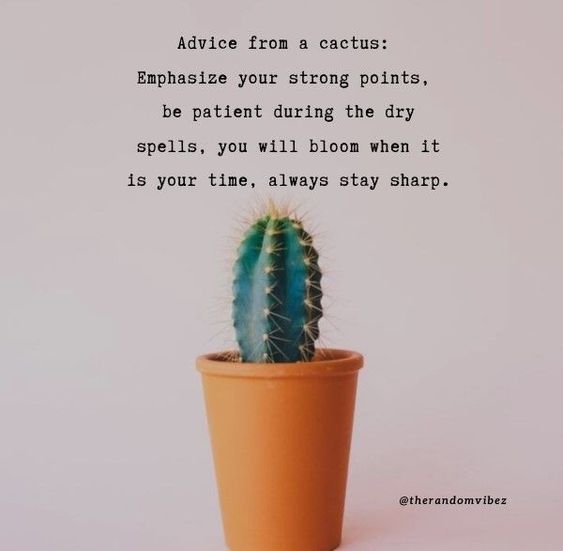 Advice from a cactus:
Emphasize your strong points,
be patient during the dry
spells, you will bloom when it
is your time, always stay sharp.
@therandomvibez